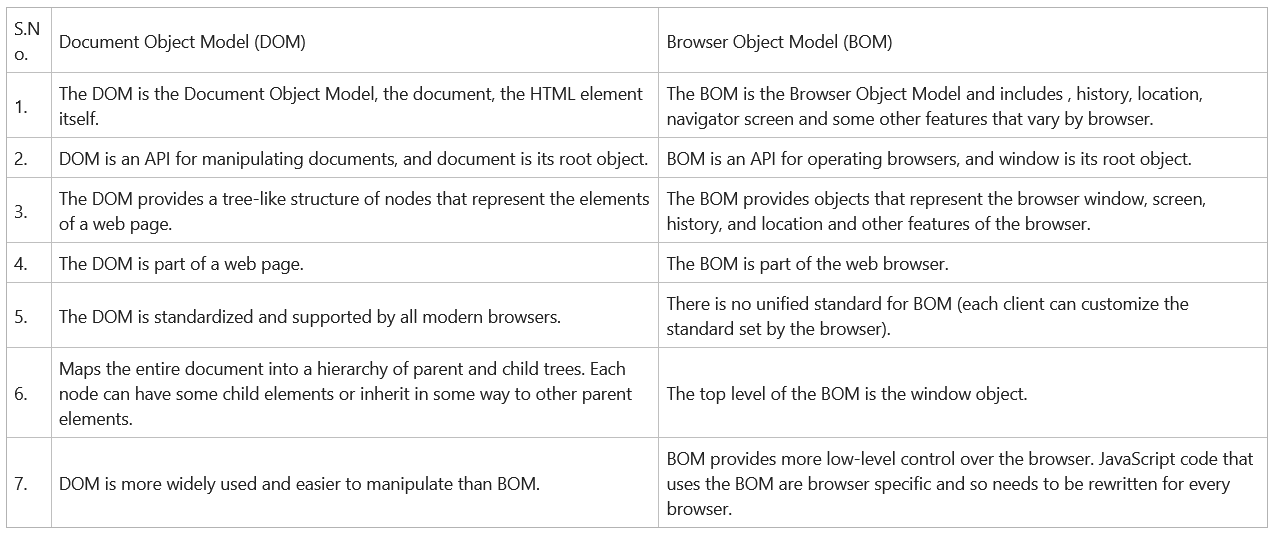 S.N
o.
Document Object Model (DOM)
Browser Object Model (BOM)
1.
The DOM is the Document Object Model, the document, the HTML element
itself.
The BOM is the Browser Object Model and includes , history, location,
navigator screen and some other features that vary by browser.
2.
DOM is an API for manipulating documents, and document is its root object.
BOM is an API for operating browsers, and window is its root object.
3.
The DOM provides a tree-like structure of nodes that represent the elements
of a web page.
The BOM provides objects that represent the browser window, screen,
history, and location and other features of the browser.
4.
The DOM is part of a web page.
The BOM is part of the web browser.
5.
The DOM is standardized and supported by all modern browsers.
There is no unified standard for BOM (each client can customize the
standard set by the browser).
6.
Maps the entire document into a hierarchy of parent and child trees. Each
node can have some child elements or inherit in some way to other parent
elements.
The top level of the BOM is the window object.
7.
DOM is more widely used and easier to manipulate than BOM.
BOM provides more low-level control over the browser. JavaScript code that
uses the BOM are browser specific and so needs to be rewritten for every
browser.